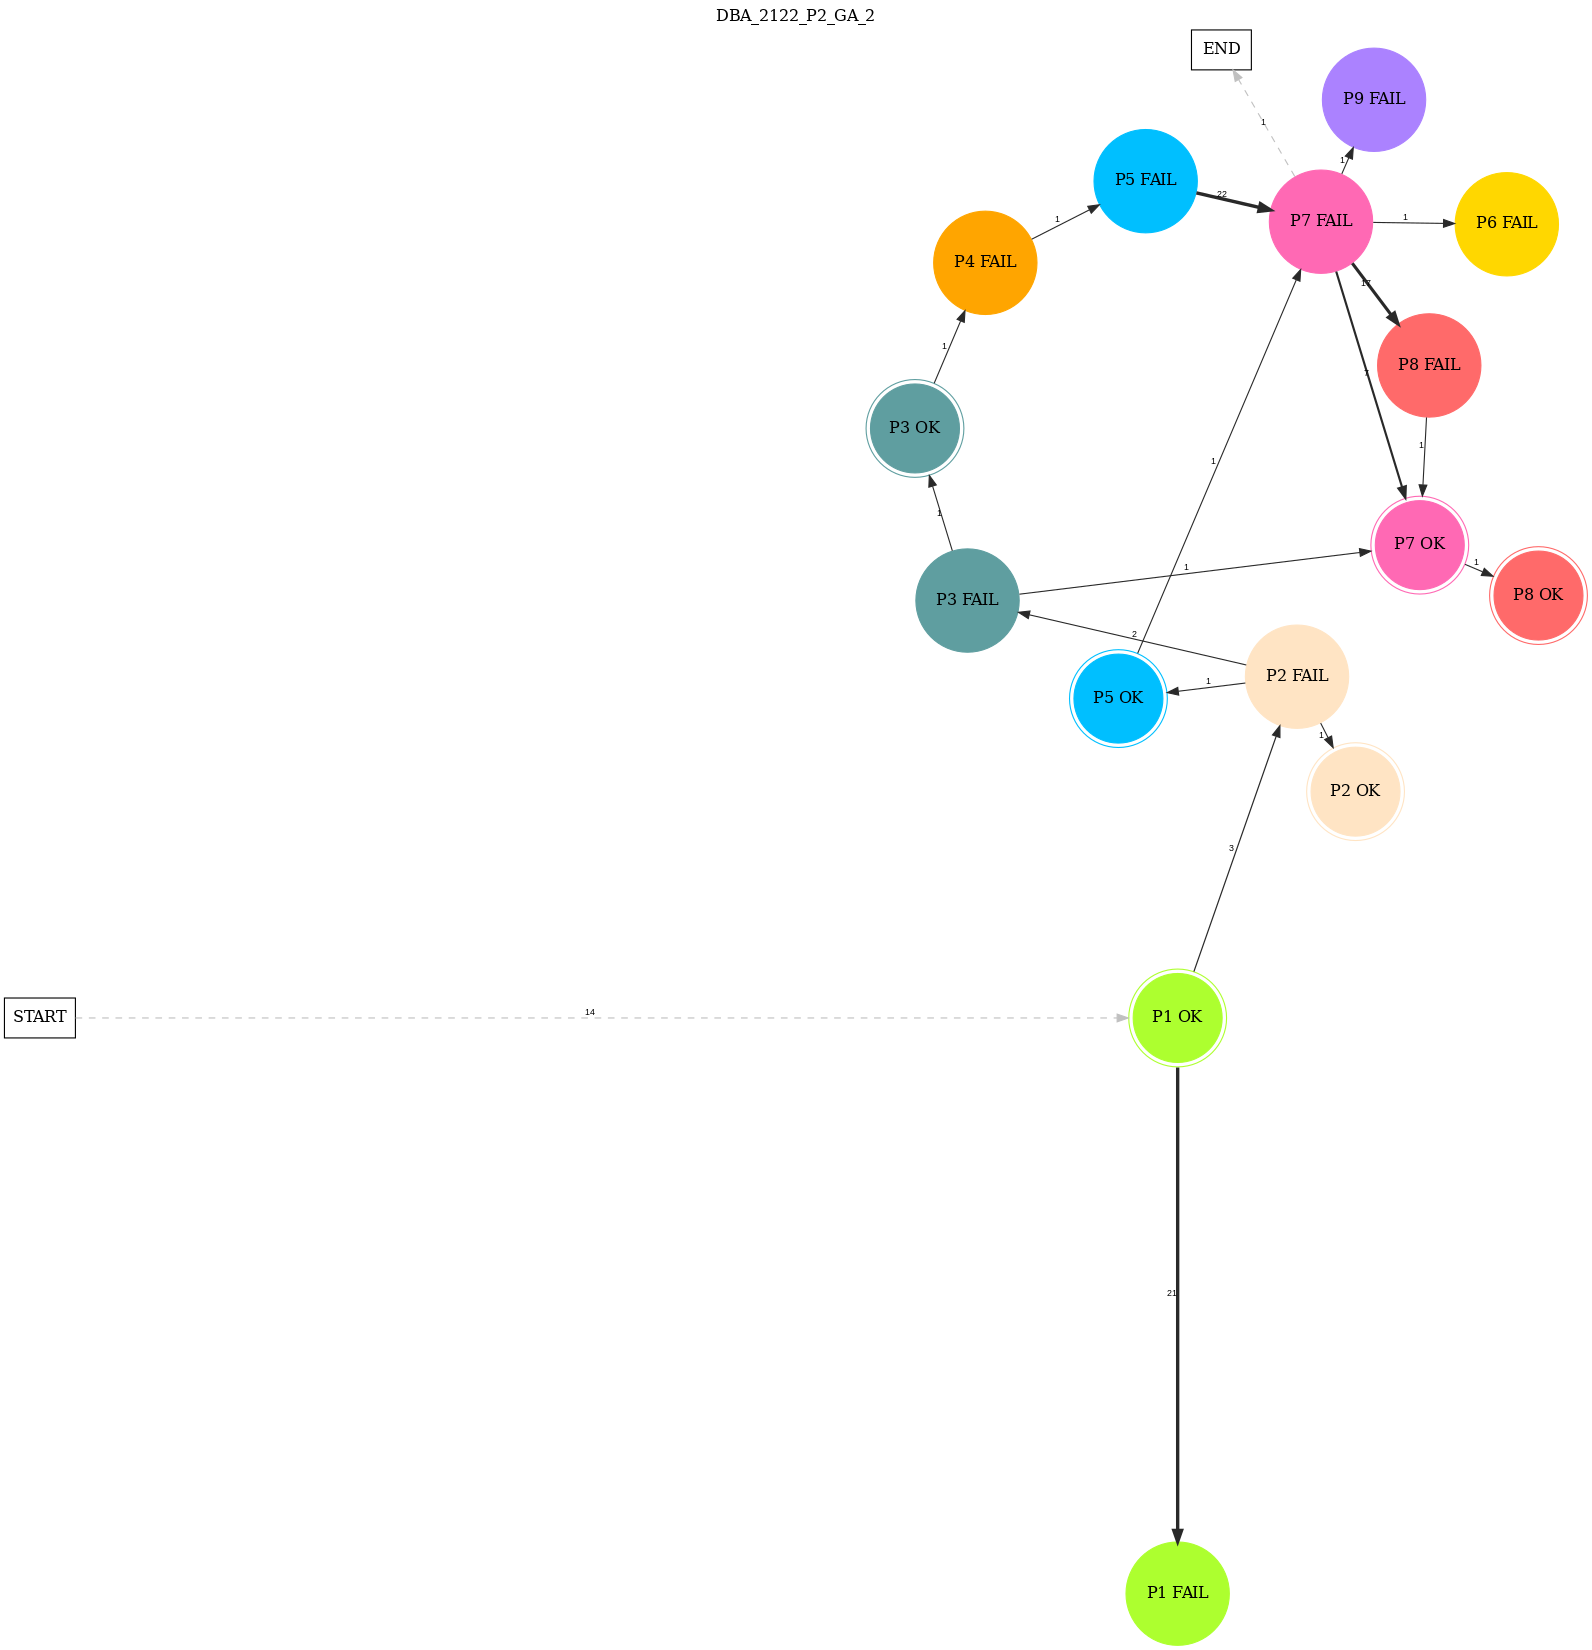 DBA_2122_P2_GA_2
END
P9 FAIL
1
1
P5 FAIL
22
P7 FAIL
1
P6 FAIL
1
P4 FAIL
17
1
P8 FAIL
7
P3 OK
1
1
1
P7 OK
1
P8 OK
1
P3 FAIL
2
P2 FAIL
1
P5 OK
1
P2 OK
3
START
14
P1 OK
21
P1 FAIL